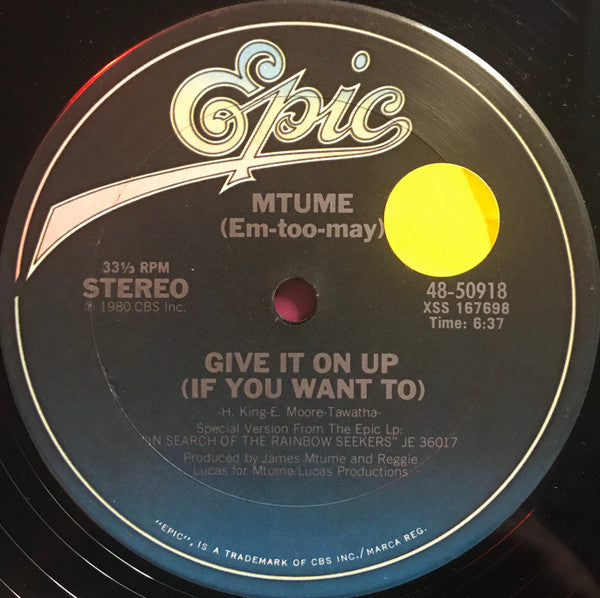 Epic
MTUME
(Em-too-may)
33⅓ RPM
STEREO
℗ 1980 CBS Inc.
48-50918
XSS 167698
Time: 6:37
GIVE IT ON UP
(IF YOU WANT TO)
-H. King-E. Moore-Tawatha-
Special Version From The Epic Lp:
"IN SEARCH OF THE RAINBOW SEEKERS" JE 36017
Produced by James Mtume and Reggie
Lucas for Mtume/Lucas Productions
"EPIC", IS A TRADEMARK OF CBS INC./MARCA REG.